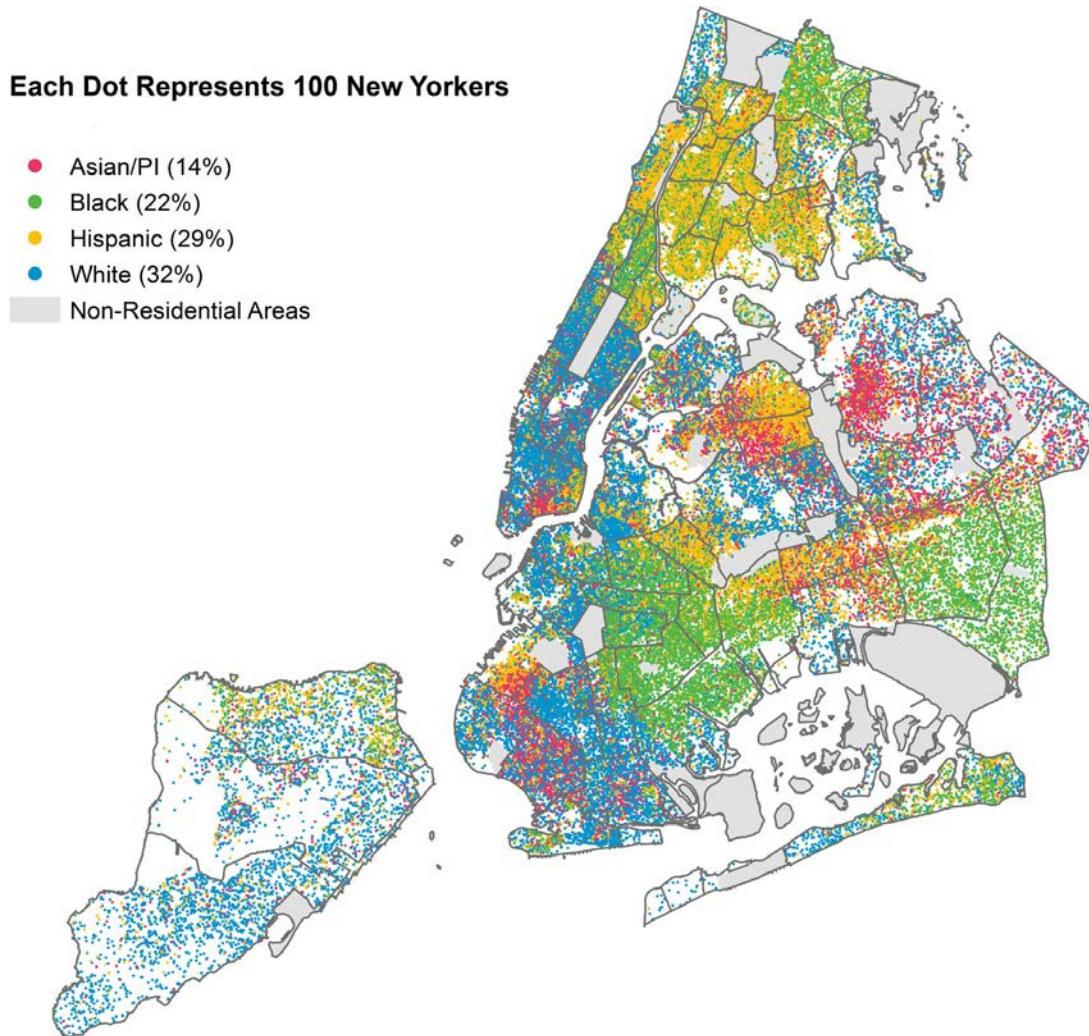 Each Dot Represents 100 New Yorkers
Asian/PI (14%)
Black (22%)
Hispanic (29%)
White (32%)
Non-Residential Areas